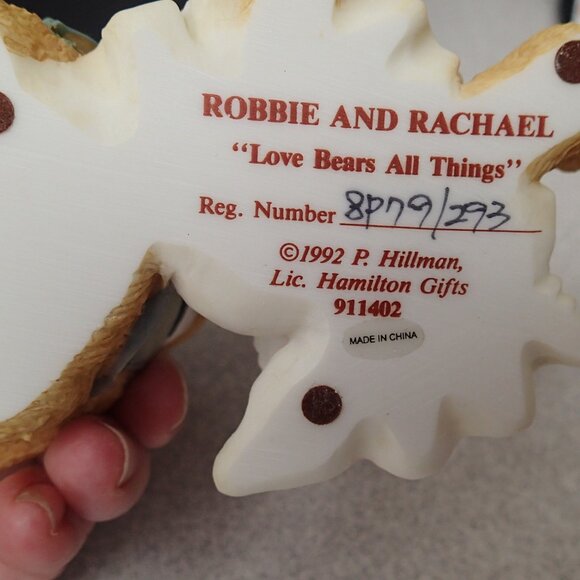 ROBBIE AND RACHAEL
“Love Bears All Things”
Reg. Number 8P79/293
©1992 P. Hillman,
Lic. Hamilton Gifts
911402
MADE IN CHINA